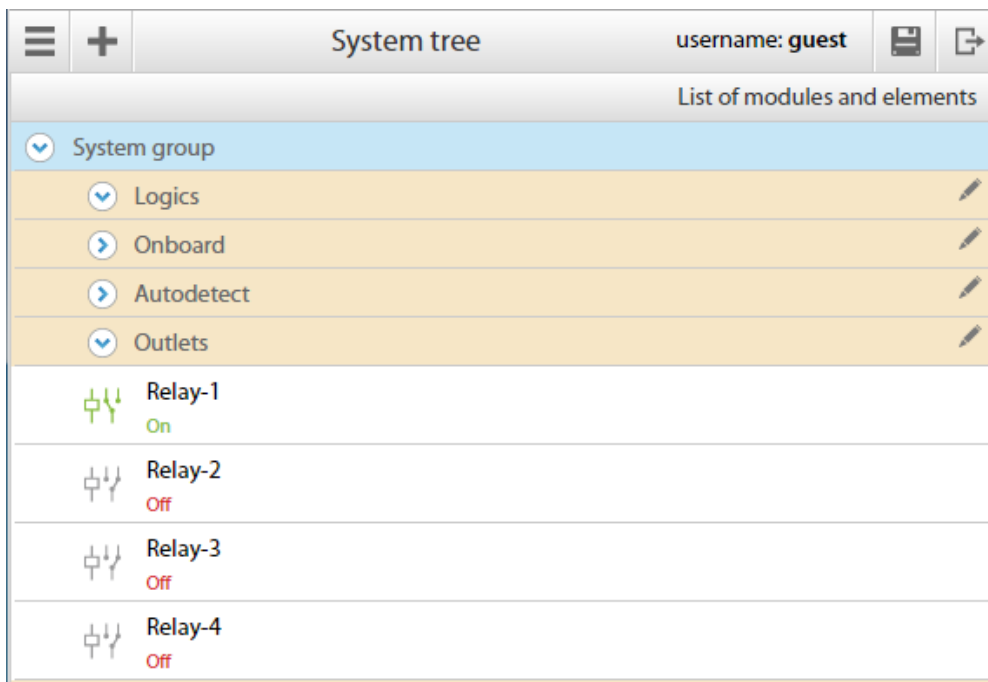 System tree
username: guest
List of modules and elements
System group
Logics
Onboard
Autodetect
Outlets
Relay-1
On
Relay-2
Off
Relay-3
Off
Relay-4
Off